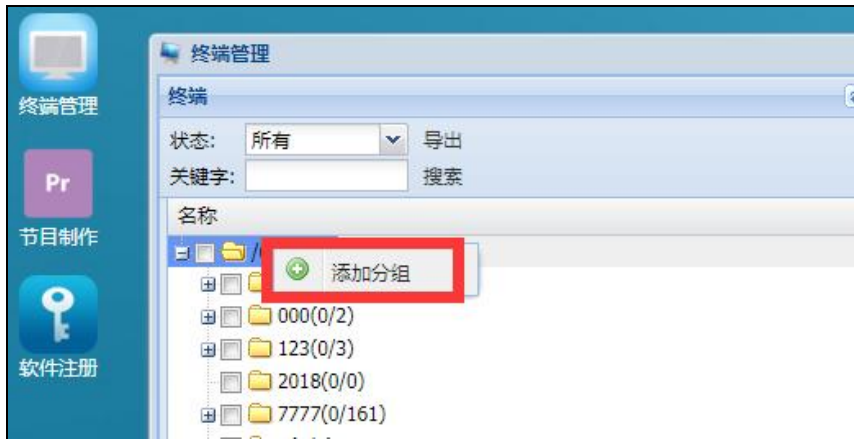 终端管理
终端管理
终端
状态: 所有 导出
关键字: 搜索
Pr
名称
节目制作
添加分组
000(0/2)
123(0/3)
软件注册
2018(0/0)
7777(0/161)